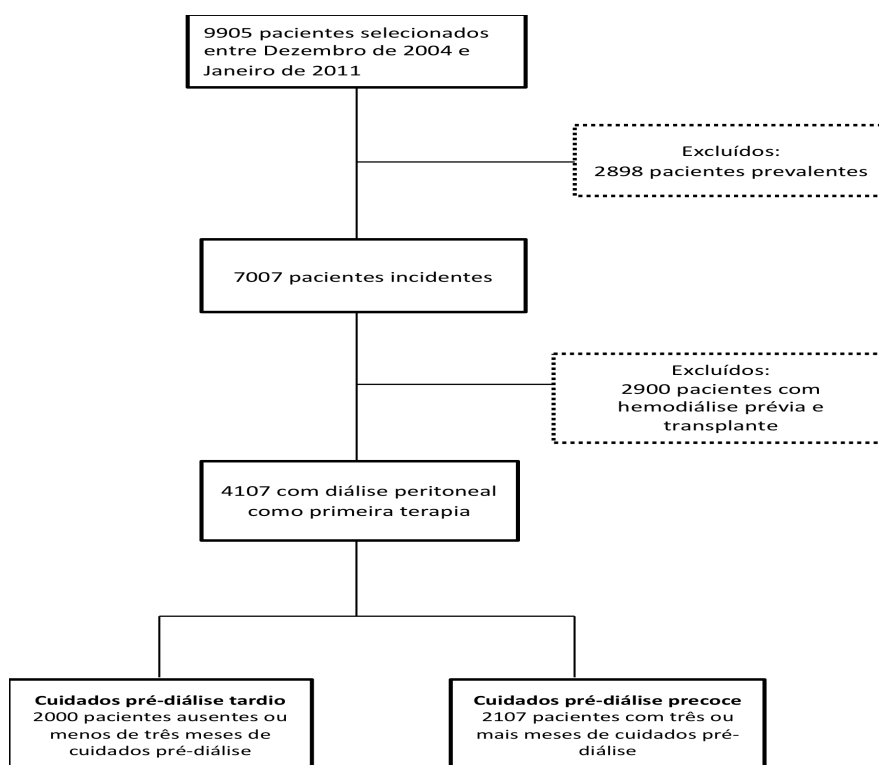 9905 pacientes selecionados
entre Dezembro de 2004 e
Janeiro de 2011
Excluídos:
2898 pacientes prevalentes
7007 pacientes incidentes
Excluídos:
2900 pacientes com
hemodiálise prévia e
transplante
4107 com diálise peritoneal
como primeira terapia
Cuidados pré-diálise tardio
2000 pacientes ausentes ou
menos de três meses de
cuidados pré-diálise
Cuidados pré-diálise precoce
2107 pacientes com três ou
mais meses de cuidados pré-
diálise